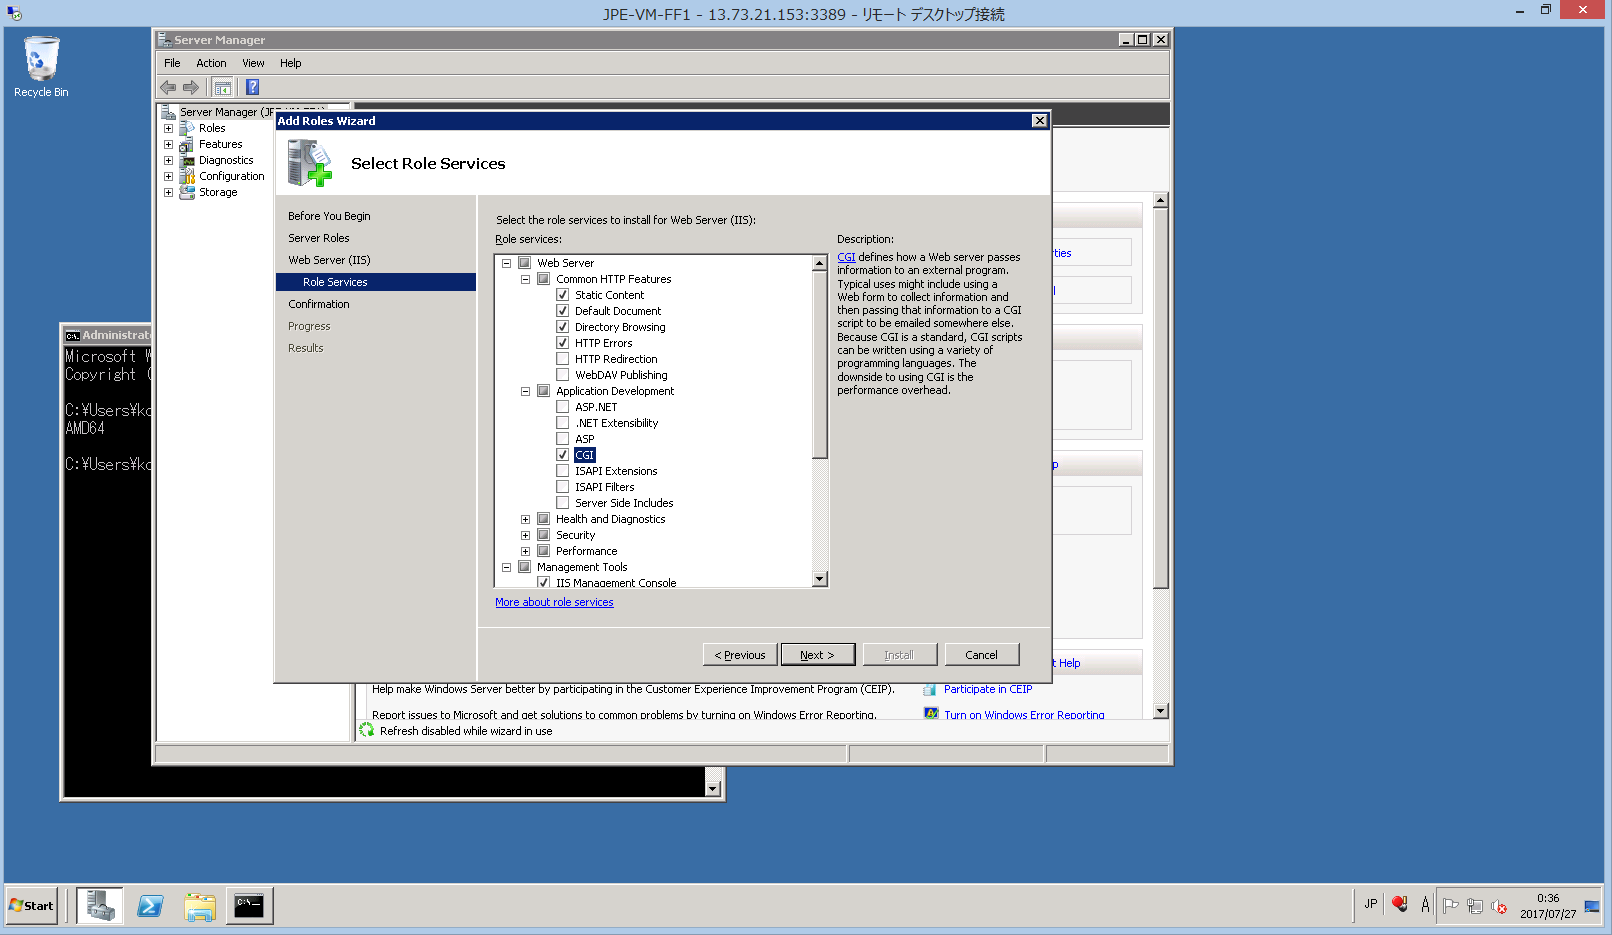 JPE-VM-FF1 - 13.73.21.153:3389 - リモート デスクトップ接続
Recycle Bin
Server Manager
File Action View Help
Server Manager (JPE-VM-FF1)
Roles
Features
Diagnostics
Configuration
Storage
Add Roles Wizard
Select Role Services
Before You Begin
Server Roles
Web Server (IIS)
Role Services
Confirmation
Progress
Results
Select the role services to install for Web Server (IIS):
Role services:
Web Server
Common HTTP Features
Static Content
Default Document
Directory Browsing
HTTP Errors
HTTP Redirection
WebDAV Publishing
Application Development
ASP.NET
.NET Extensibility
ASP
CGI
ISAPI Extensions
ISAPI Filters
Server Side Includes
Health and Diagnostics
Security
Performance
Management Tools
IIS Management Console
More about role services
Description:
CGI defines how a Web server passes
information to an external program.
Typical uses might include using a
Web form to collect information and
then passing that information to a CGI
script to be emailed somewhere else.
Because CGI is a standard, CGI scripts
can be written using a variety of
programming languages. The
downside to using CGI is the
performance overhead.
< Previous
Next >
Install
Cancel
ties
l
p
t Help
Help make Windows Server better by participating in the Customer Experience Improvement Program (CEIP).
Participate in CEIP
Report issues to Microsoft and get solutions to common problems by turning on Windows Error Reporting.
Turn on Windows Error Reporting
Refresh disabled while wizard in use
Administrato
Microsoft W
Copyright (
C:¥Users¥ko
AMD64
C:¥Users¥ko
Start
JP
A
0:36
2017/07/27